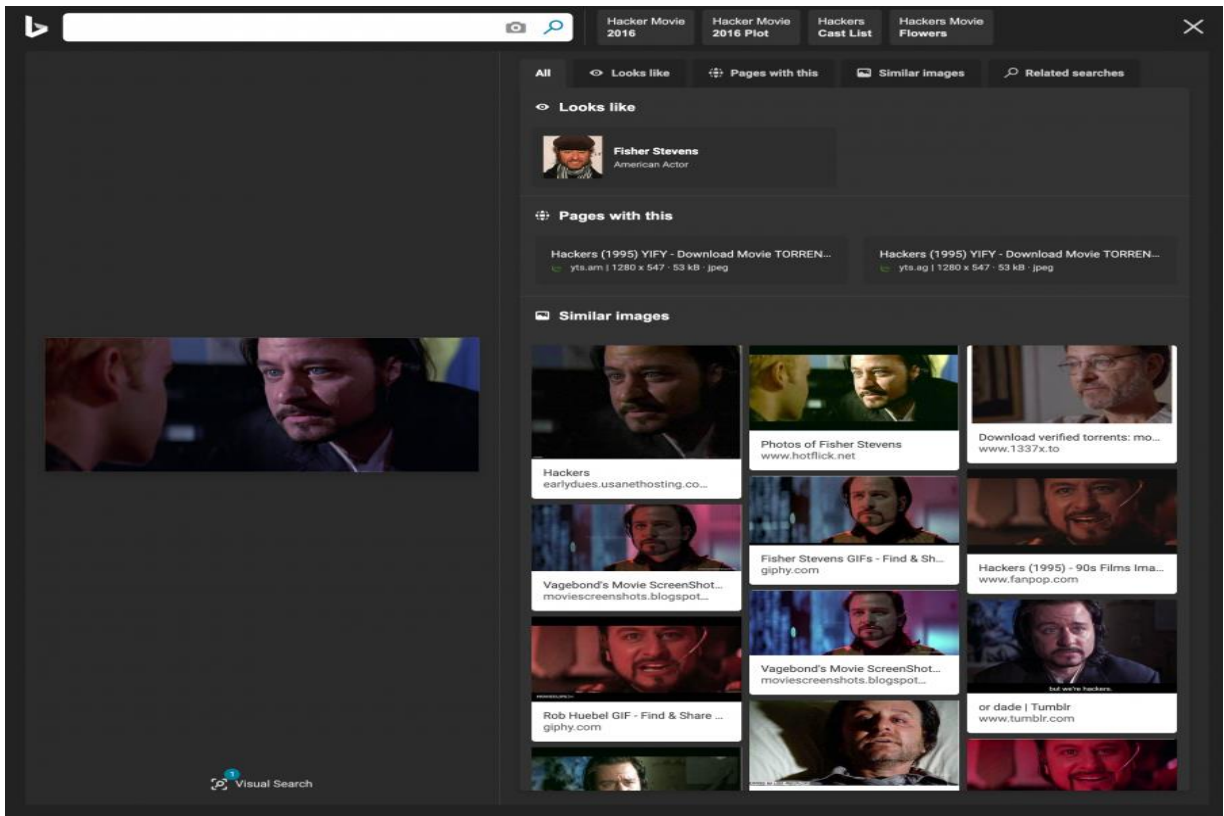 Hacker Movie
2016
Hacker Movie
2016 Plot
Hackers
Cast List
Hackers Movie
Flowers
All
Looks like
Pages with this
Similar images
Related searches
Looks like
Fisher Stevens
American Actor
Pages with this
Hackers (1995) YIFY - Download Movie TORREN...
yts.am | 1280 x 547 · 53 kB · jpeg
Hackers (1995) YIFY - Download Movie TORREN...
yts.ag | 1280 x 547 · 53 kB · jpeg
Similar images
Hackers
earlydues.usanethosting.co...
Photos of Fisher Stevens
www.hotflick.net
Download verified torrents: mo...
www.1337x.to
Vagebond's Movie ScreenShot...
moviescreenshots.blogspot...
Fisher Stevens GIFs - Find & Sh...
giphy.com
Hackers (1995) - 90s Films Ima...
www.fanpop.com
Rob Huebel GIF - Find & Share ...
giphy.com
Vagebond's Movie ScreenShot...
moviescreenshots.blogspot...
but we're hackers.
or dade | Tumblr
www.tumblr.com
1
Visual Search